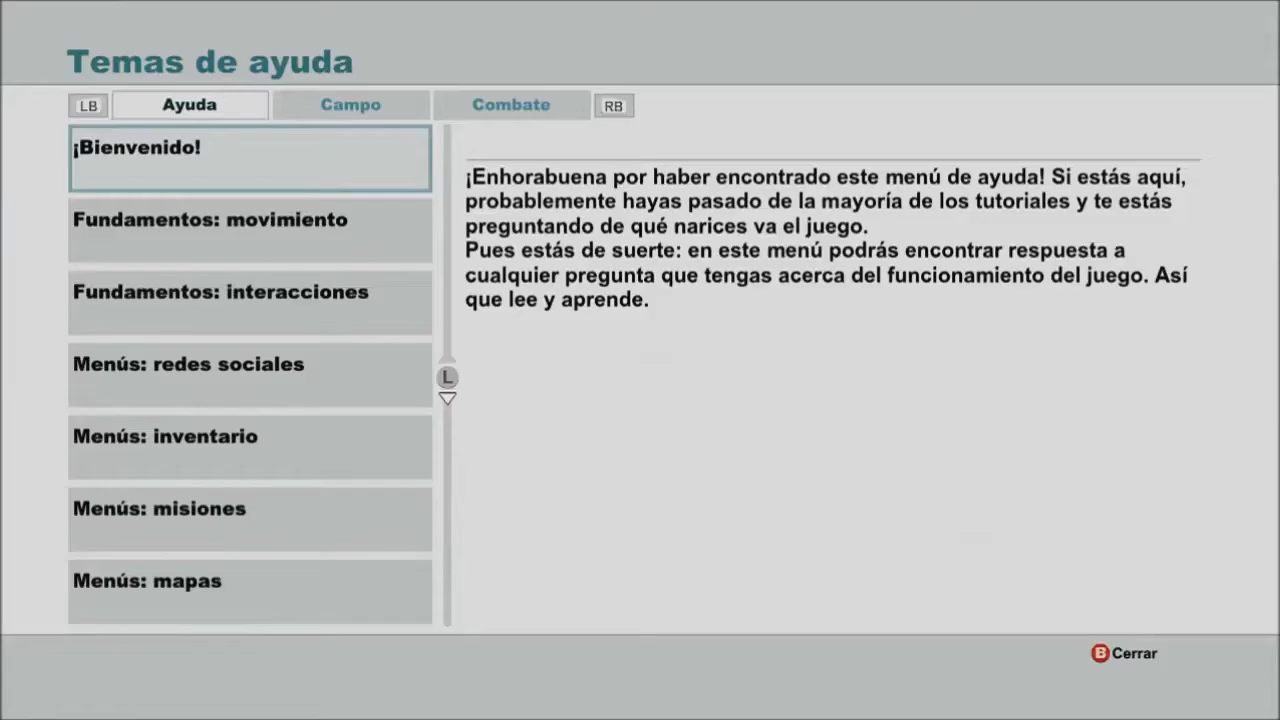 Temas de ayuda
LB Ayuda Campo Combate RB
¡Bienvenido!
Fundamentos: movimiento
Fundamentos: interacciones
Menús: redes sociales
Menús: inventario
Menús: misiones
Menús: mapas
L
¡Enhorabuena por haber encontrado este menú de ayuda! Si estás aquí,
probablemente hayas pasado de la mayoría de los tutoriales y te estás
preguntando de qué narices va el juego.
Pues estás de suerte: en este menú podrás encontrar respuesta a
cualquier pregunta que tengas acerca del funcionamiento del juego. Así
que lee y aprende.
B Cerrar